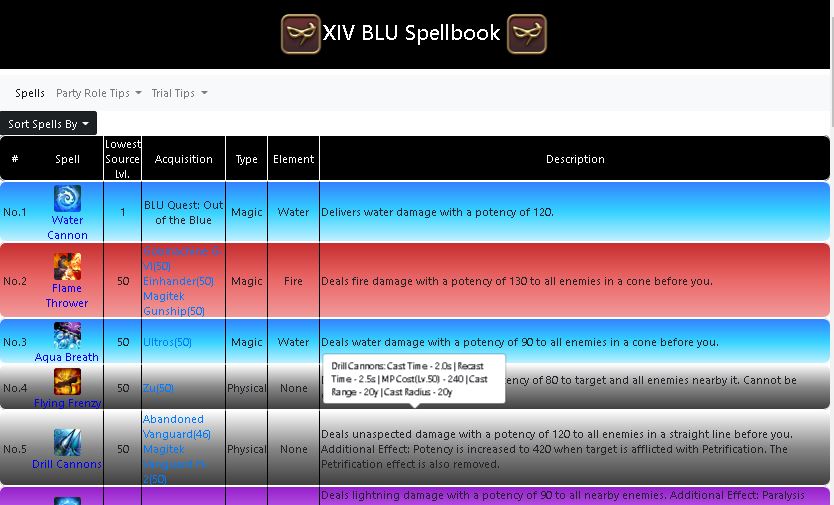 XIV BLU Spellbook
Spells Party Role Tips Trial Tips
Sort Spells By
# Spell Lowest Source Lvl. Acquisition Type Element Description
No.1 Water Cannon 1 BLU Quest: Out of the Blue Magic Water Delivers water damage with a potency of 120.
No.2 Flame Thrower 50 VI(50) Einhander(50) Magitek Gunship(50) Magic Fire Deals fire damage with a potency of 130 to all enemies in a cone before you.
No.3 Aqua Breath 50 Ultros(50) Magic Water Deals water damage with a potency of 90 to all enemies in a cone before you.
Drill Cannons: Cast Time - 2.0s | Recast
Time - 2.5s | MP Cost(Lv.50) - 240 | Cast
Range - 20y | Cast Radius - 20y
No.4 Flying Frenzy 50 Zu(50) Physical None potency of 80 to target and all enemies nearby it. Cannot be
No.5 Drill Cannons 50 Abandoned Vanguard(46) Magitek Vanguard H-2(50) Physical None Deals unaspected damage with a potency of 120 to all enemies in a straight line before you.
Additional Effect: Potency is increased to 420 when target is afflicted with Petrification. The
Petrification effect is also removed.
Deals lightning damage with a potency of 90 to all nearby enemies. Additional Effect: Paralysis